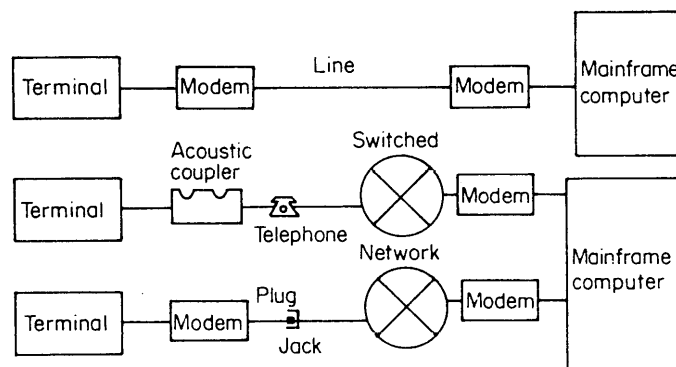 Terminal
Modem
Line
Modem
Mainframe
computer
Acoustic
coupler
Switched
Terminal
Telephone
Modem
Network
Mainframe
computer
Terminal
Modem
Plug
Jack
Modem